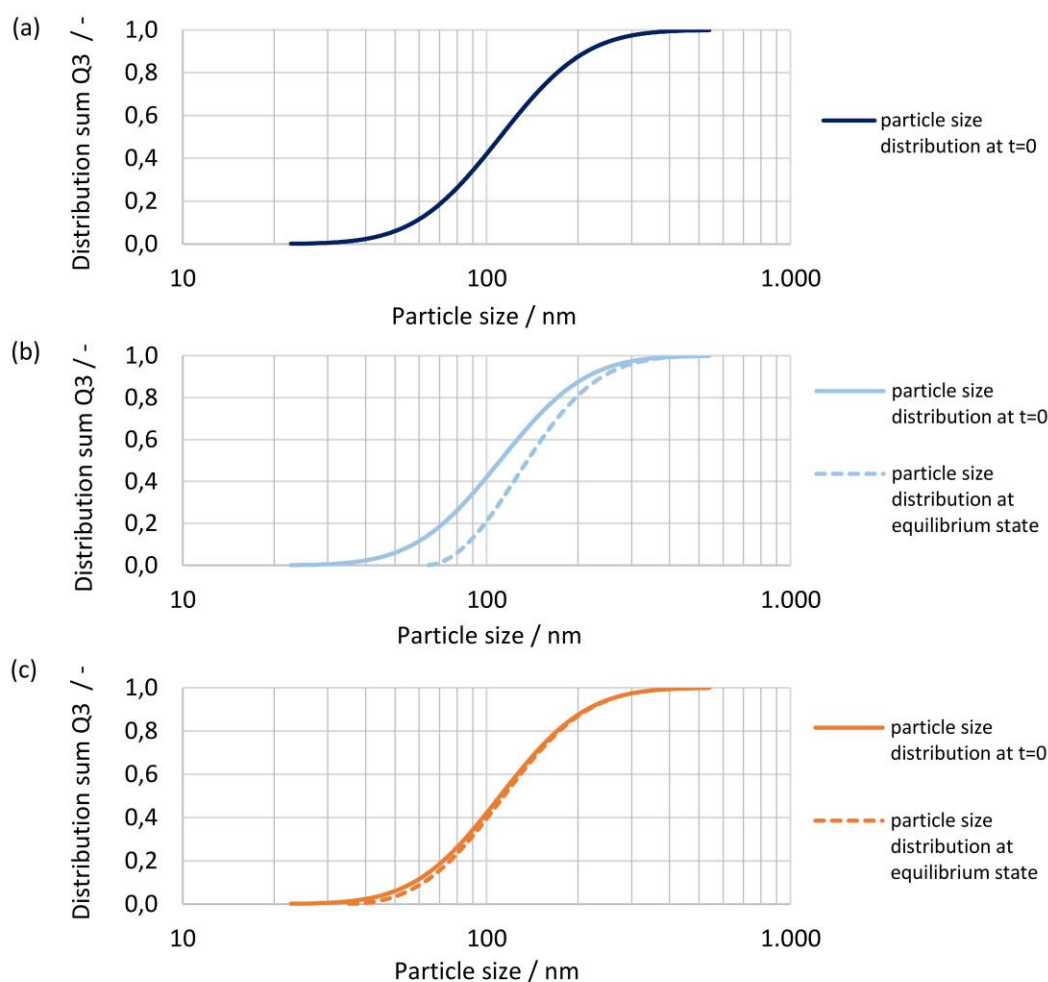 (a)
Distribution sum Q3 / -
1,0
0,8
0,6
0,4
0,2
0,0
10
100
1.000
Particle size / nm
particle size
distribution at t=0
(b)
Distribution sum Q3 / -
1,0
0,8
0,6
0,4
0,2
0,0
10
100
1.000
Particle size / nm
particle size
distribution at t=0
particle size
distribution at
equilibrium state
(c)
Distribution sum Q3 / -
1,0
0,8
0,6
0,4
0,2
0,0
10
100
1.000
Particle size / nm
particle size
distribution at t=0
particle size
distribution at
equilibrium state